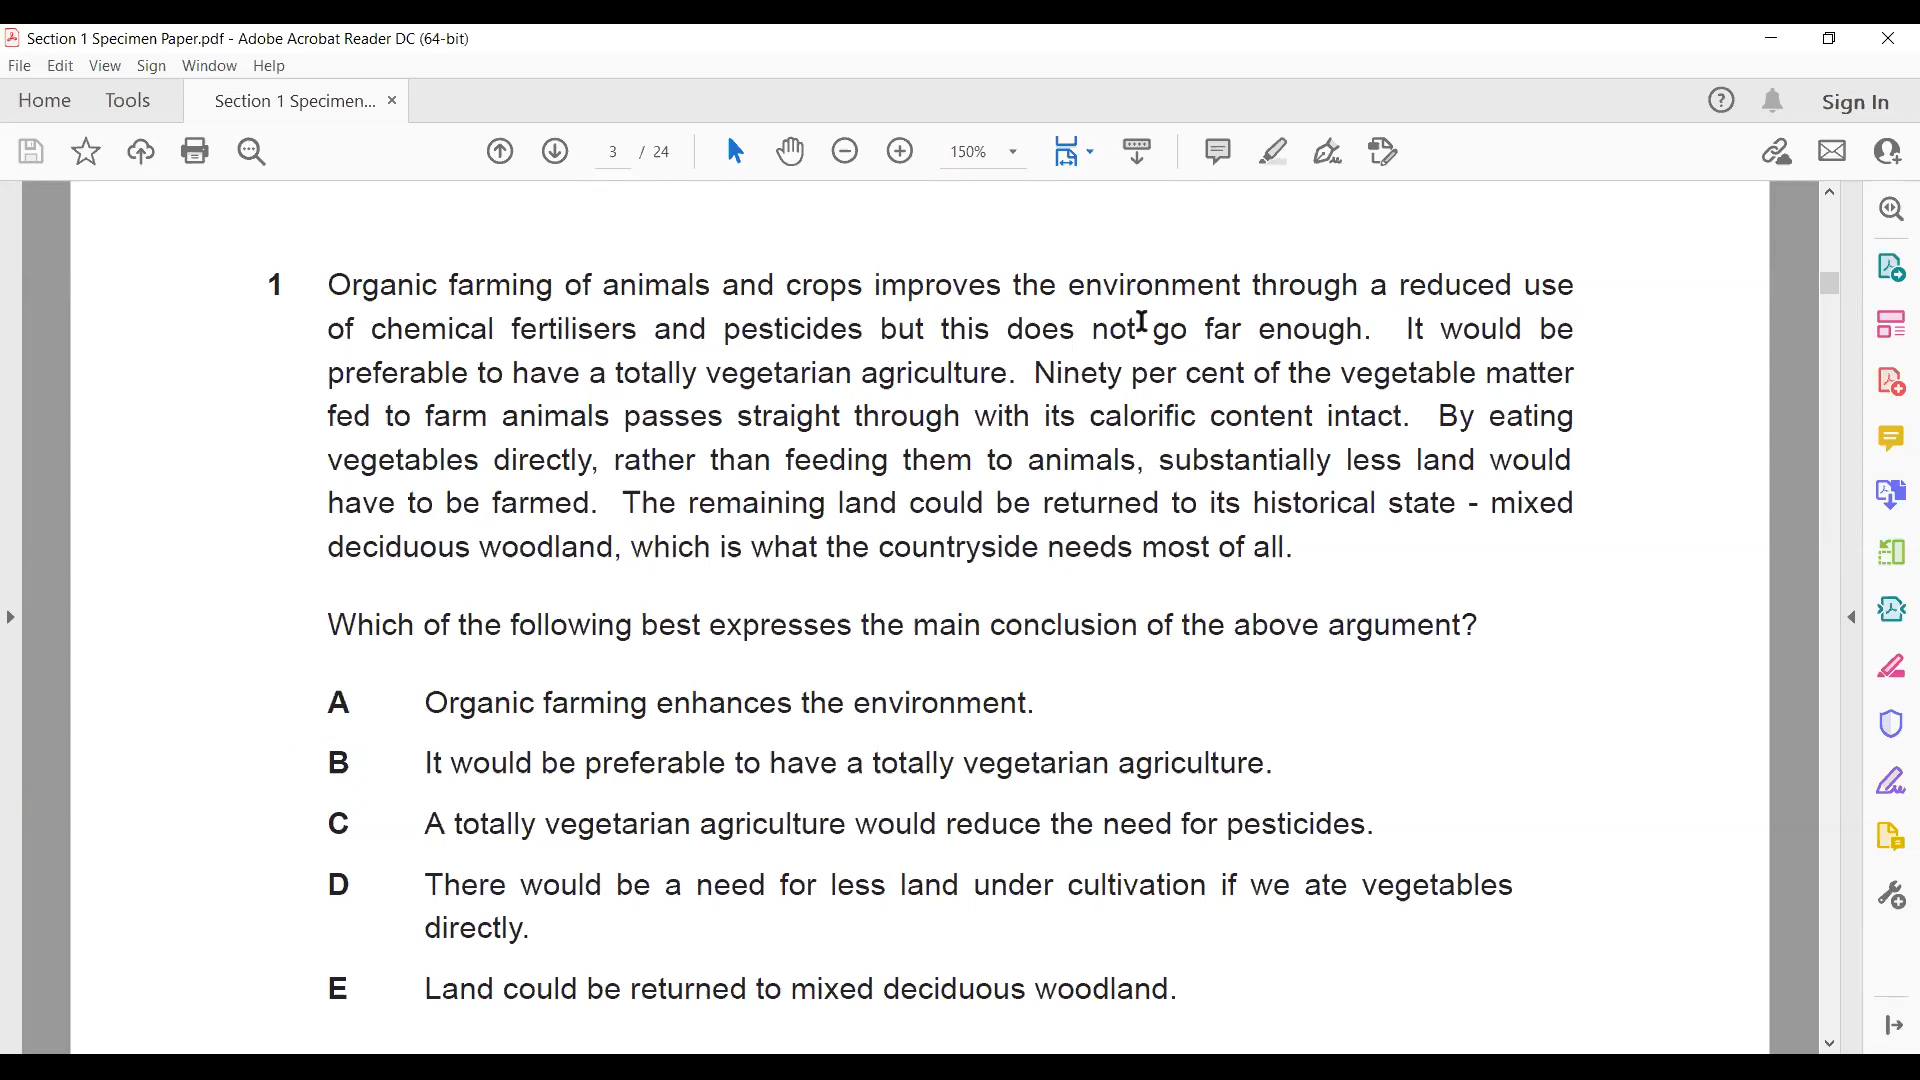 Section 1 Specimen Paper.pdf - Adobe Acrobat Reader DC (64-bit)
File Edit View Sign Window Help
Home Tools Section 1 Specimen... × Sign In
3 / 24 150%
1 Organic farming of animals and crops improves the environment through a reduced use
of chemical fertilisers and pesticides but this does not go far enough. It would be
preferable to have a totally vegetarian agriculture. Ninety per cent of the vegetable matter
fed to farm animals passes straight through with its calorific content intact. By eating
vegetables directly, rather than feeding them to animals, substantially less land would
have to be farmed. The remaining land could be returned to its historical state - mixed
deciduous woodland, which is what the countryside needs most of all.
Which of the following best expresses the main conclusion of the above argument?
A Organic farming enhances the environment.
B It would be preferable to have a totally vegetarian agriculture.
C A totally vegetarian agriculture would reduce the need for pesticides.
D There would be a need for less land under cultivation if we ate vegetables
directly.
E Land could be returned to mixed deciduous woodland.